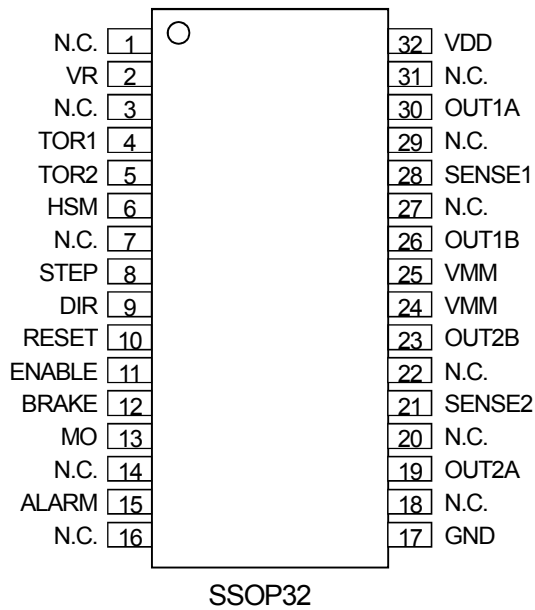 N.C. 1 32 VDD
VR 2 31 N.C.
N.C. 3 30 OUT1A
TOR1 4 29 N.C.
TOR2 5 28 SENSE1
HSM 6 27 N.C.
N.C. 7 26 OUT1B
STEP 8 25 VMM
DIR 9 24 VMM
RESET 10 23 OUT2B
ENABLE 11 22 N.C.
BRAKE 12 21 SENSE2
MO 13 20 N.C.
N.C. 14 19 OUT2A
ALARM 15 18 N.C.
N.C. 16 17 GND
SSOP32